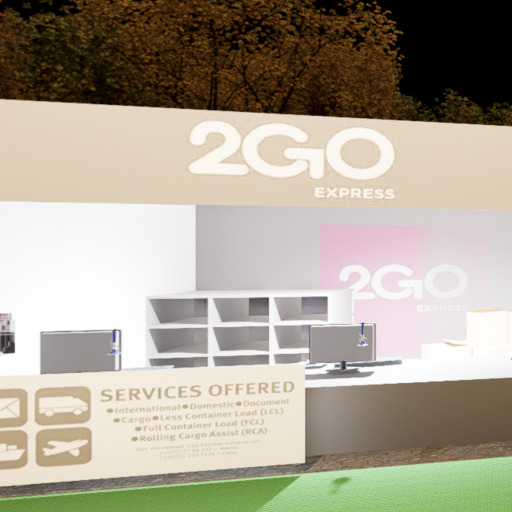 2GO
EXPRESS
2GO
EXPRESS
SERVICES OFFERED
•International•Domestic•Document
•Cargo•Less Container Load (LCL)
•Full Container Load (FCL)
•Rolling Cargo Assist (RCA)